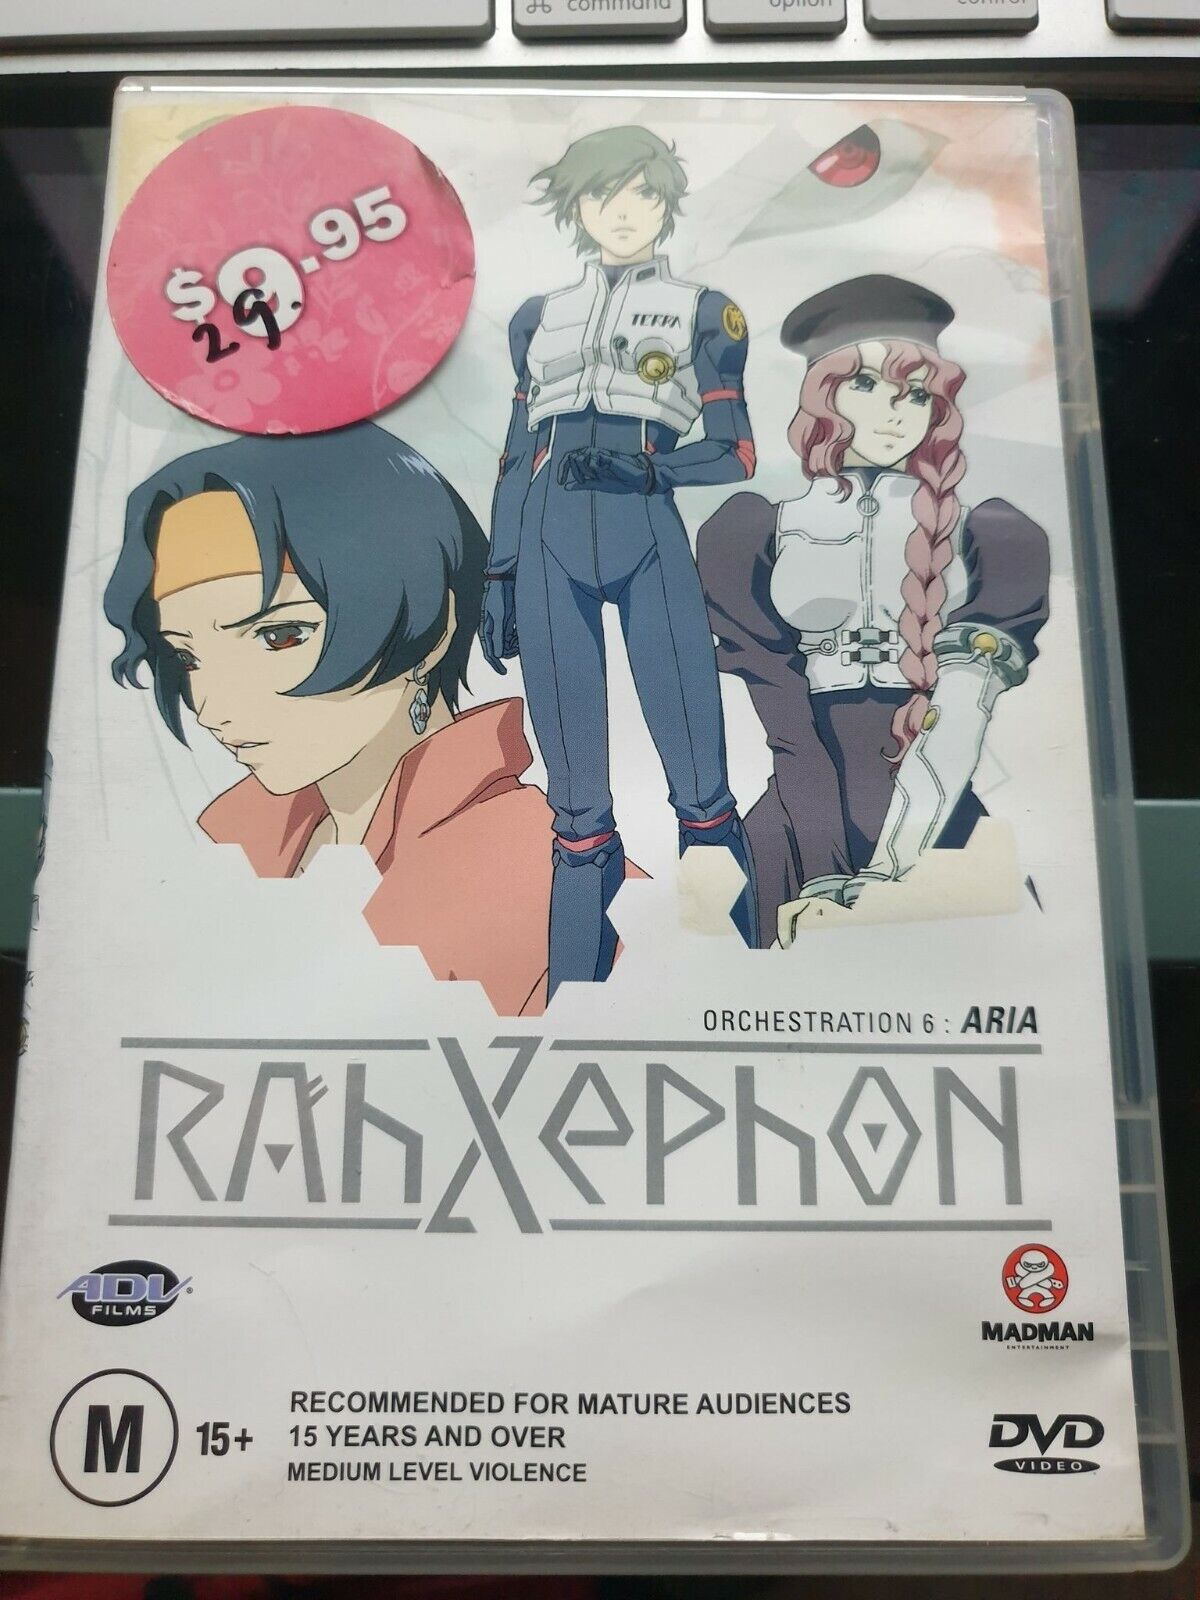 ⌘ command
option
control
$9.95
29.
TERRA
ORCHESTRATION 6 : ARIA
RAhXePhON
ADV®
FILMS
MADMAN
ENTERTAINMENT
M 15+
RECOMMENDED FOR MATURE AUDIENCES
15 YEARS AND OVER
MEDIUM LEVEL VIOLENCE
DVD
VIDEO